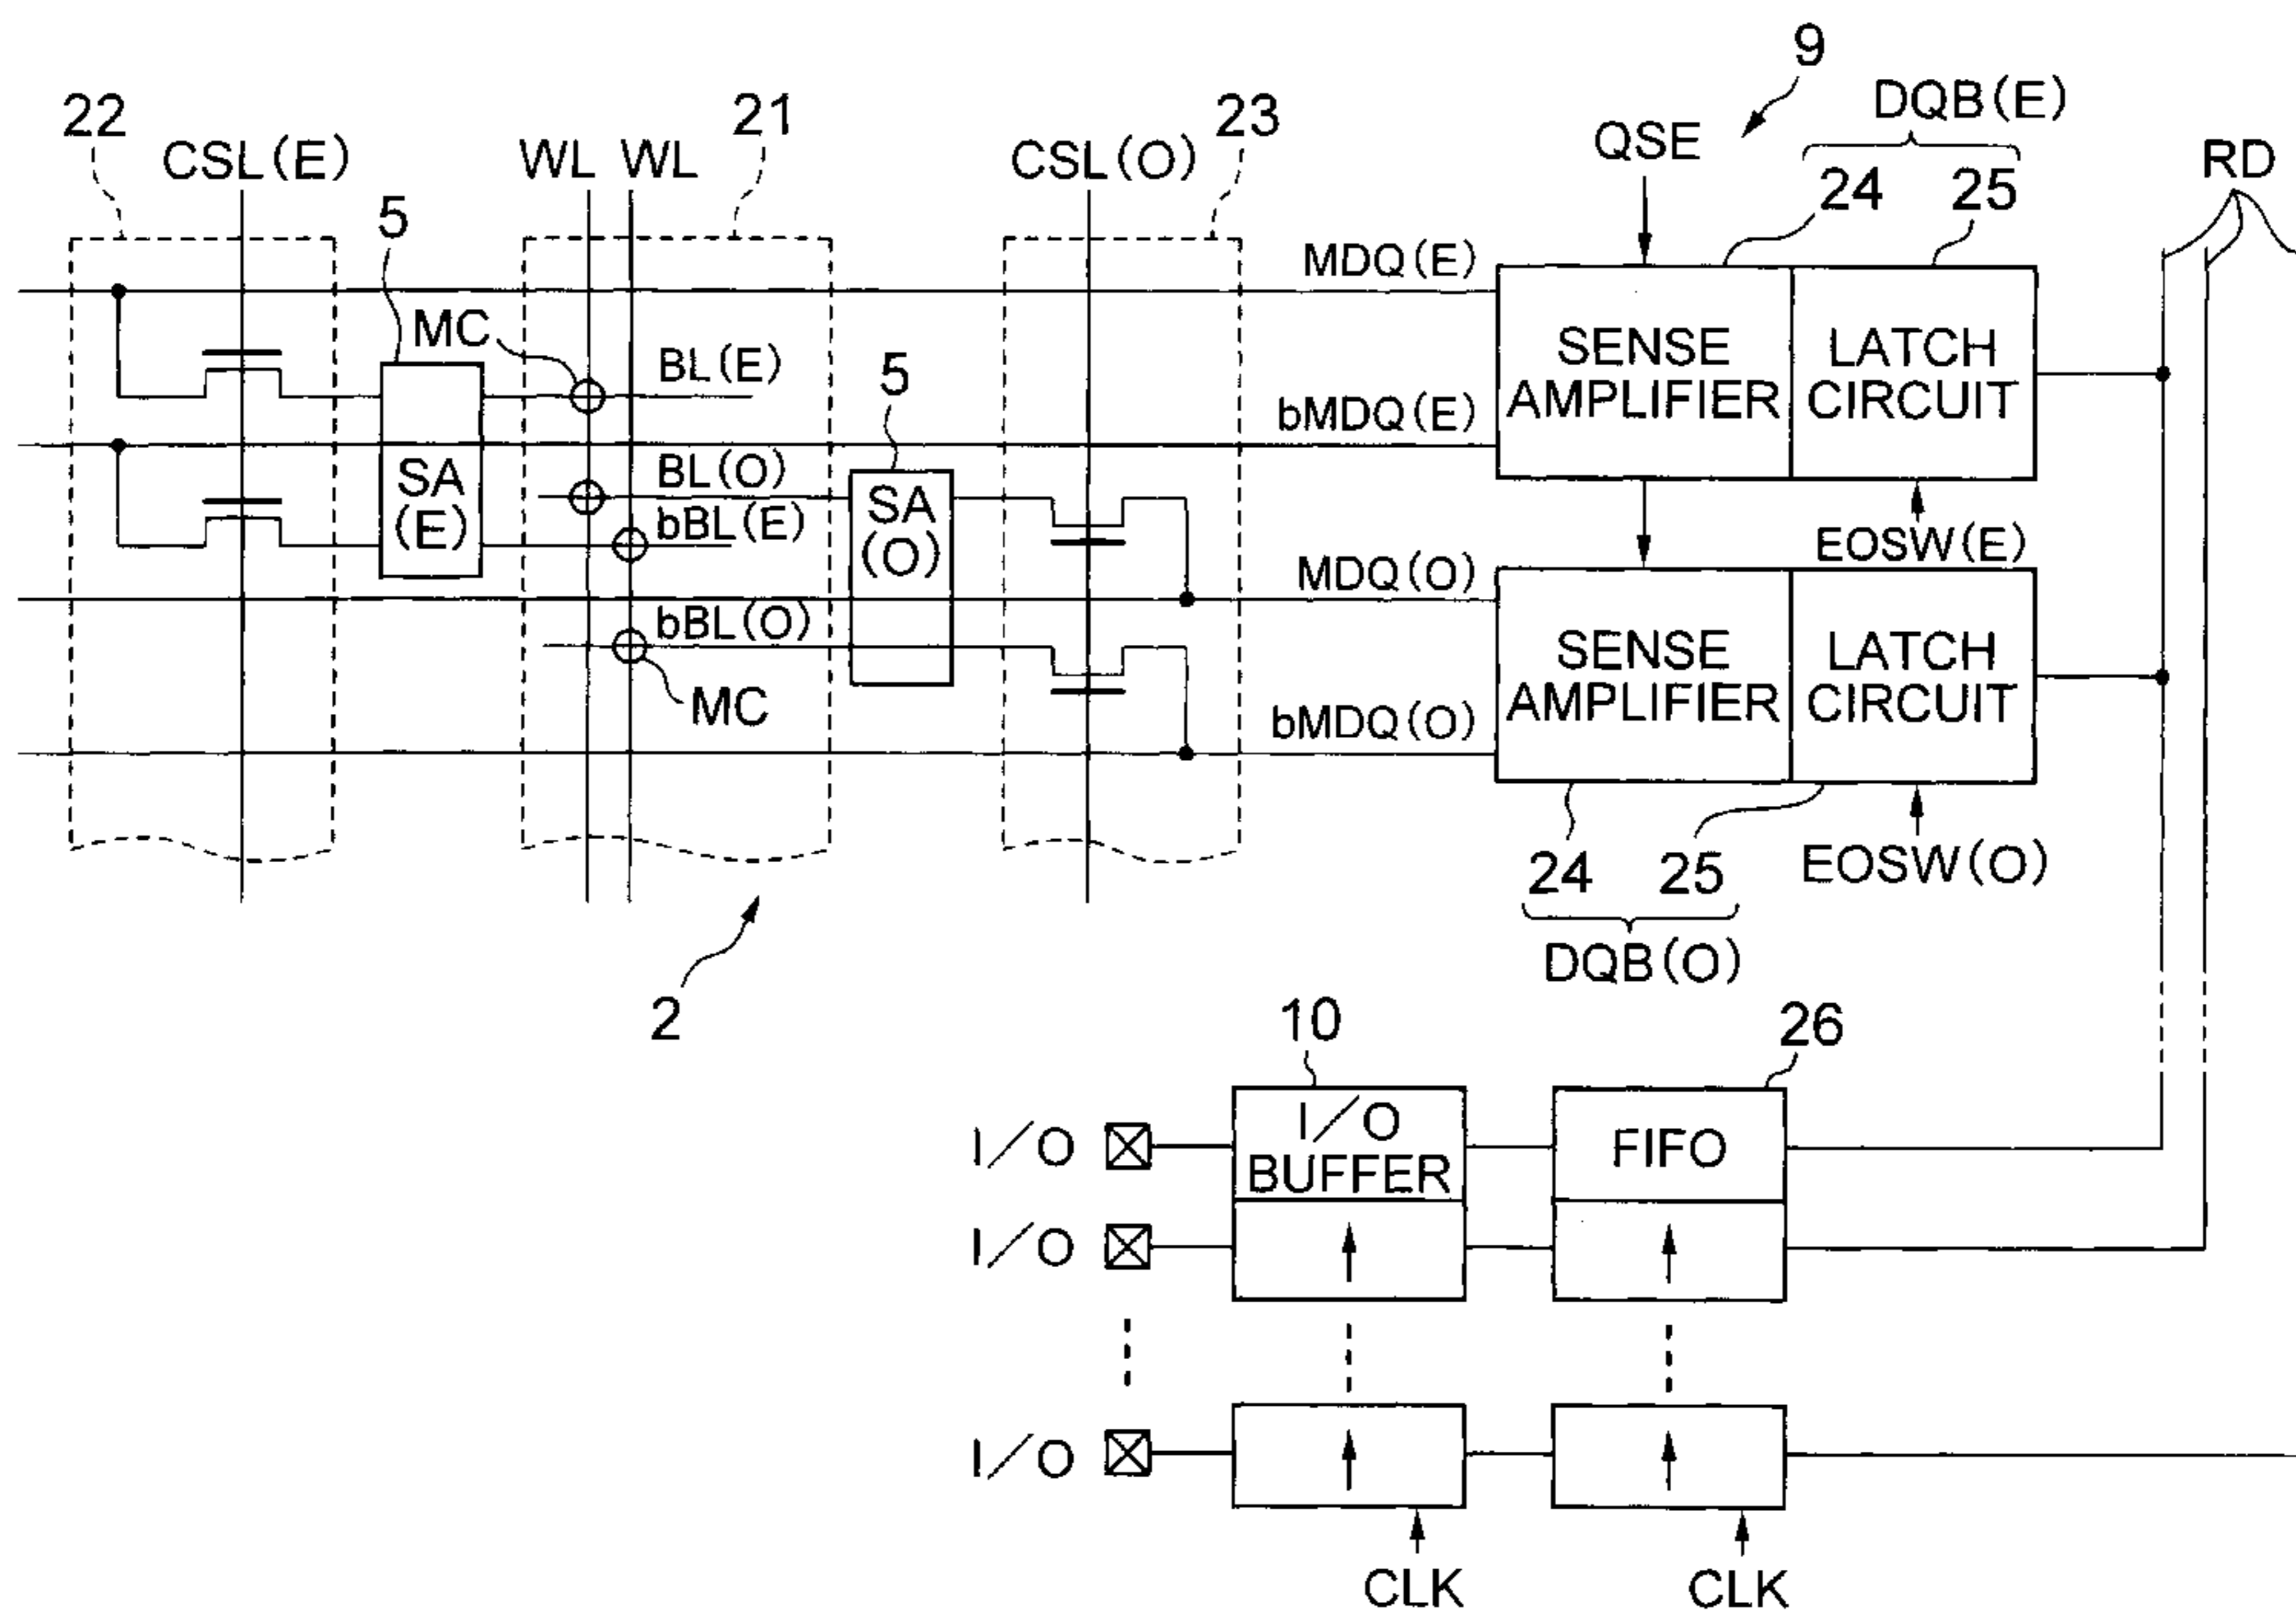 9
22
21
23
DQB(E)
CSL(E)
WL
WL
CSL(O)
QSE
RD
24
25
5
MDQ(E)
MC
BL(E)
5
SENSE
AMPLIFIER
LATCH
CIRCUIT
bMDQ(E)
SA
(E)
BL(O)
SA
(O)
bBL(E)
EOSW(E)
MDQ(O)
bBL(O)
SENSE
AMPLIFIER
LATCH
CIRCUIT
MC
bMDQ(O)
24
25
EOSW(O)
DQB(O)
2
10
26
I/O
I/O
BUFFER
FIFO
I/O
I/O
CLK
CLK